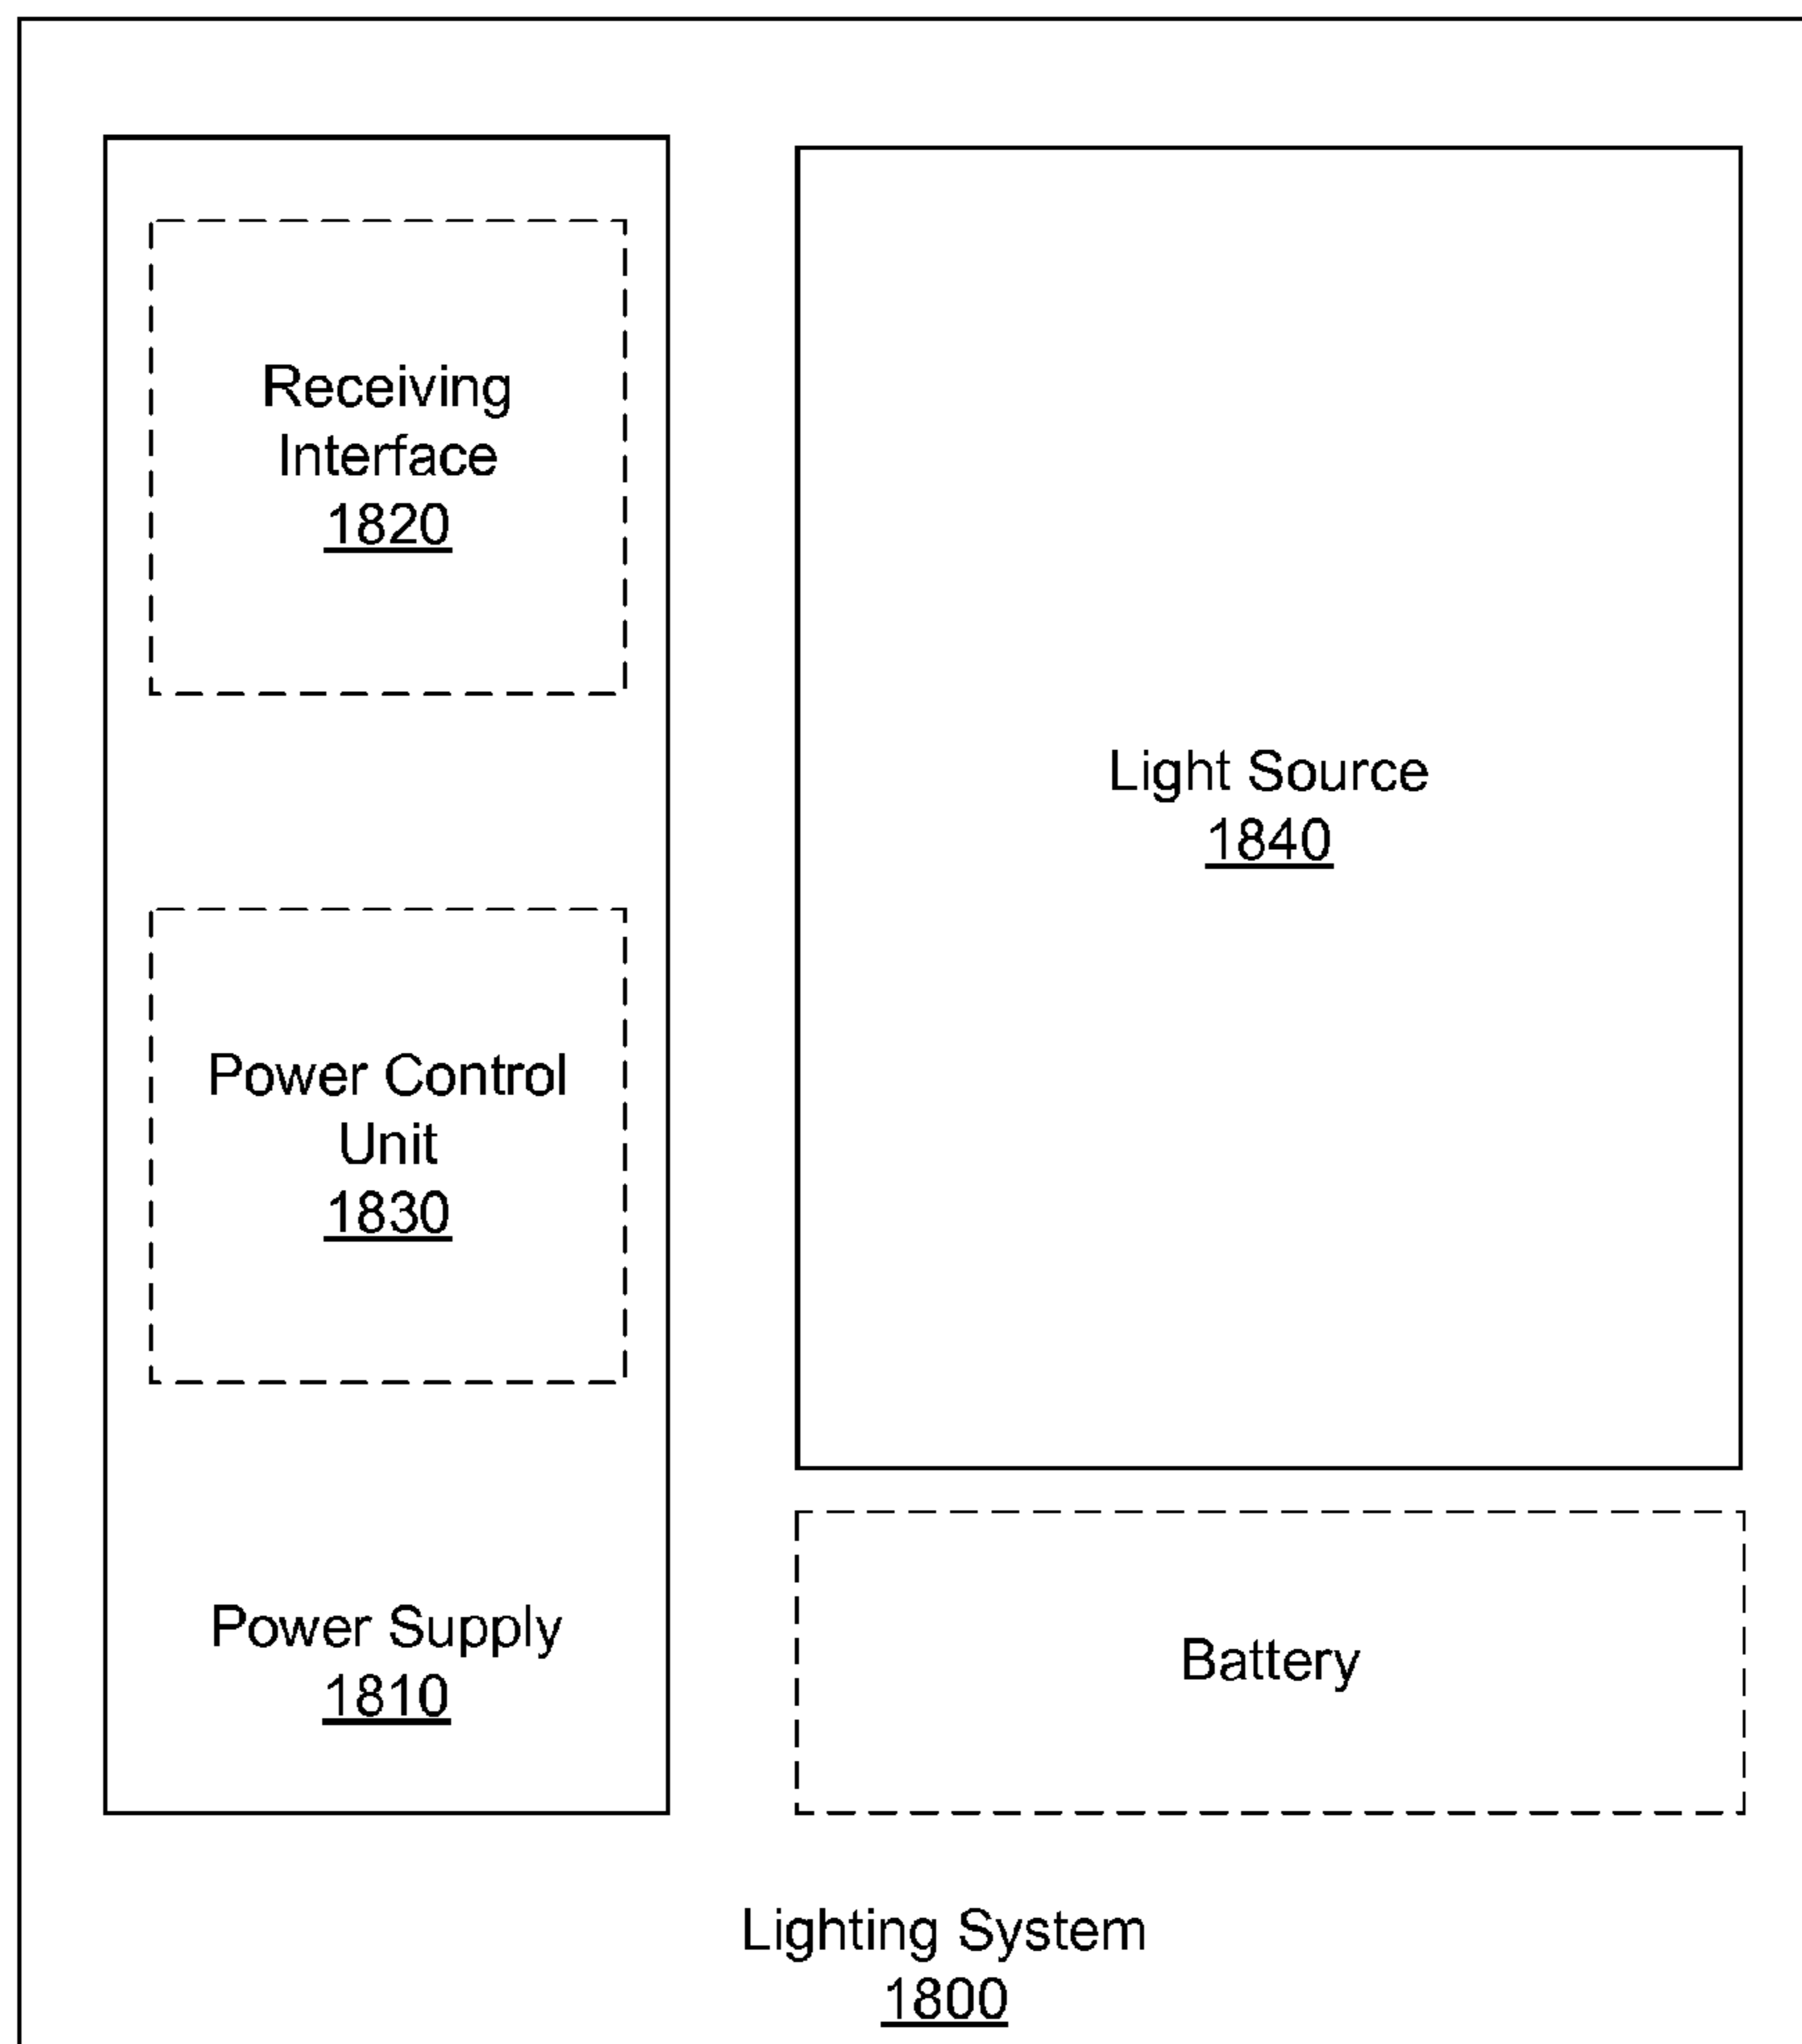 Receiving
Interface
1820
Power Control
Unit
1830
Power Supply
1810
Light Source
1840
Battery
Lighting System
1800